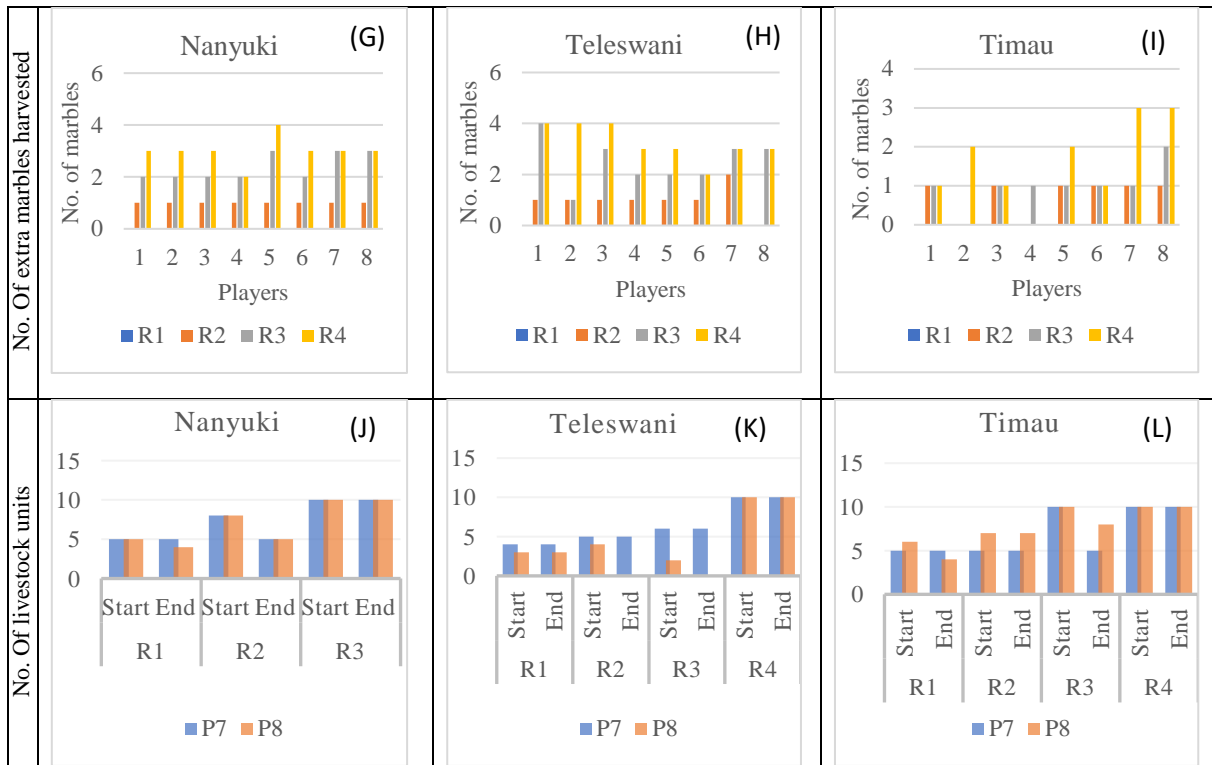 No. Of extra marbles harvested
Nanyuki (G)
No. of marbles
6
4
2
0
1 2 3 4 5 6 7 8
Players
R1 R2 R3 R4
Teleswani (H)
No. of marbles
6
4
2
0
1 2 3 4 5 6 7 8
Players
R1 R2 R3 R4
Timau (I)
No. of marbles
4
3
2
1
0
1 2 3 4 5 6 7 8
Players
R1 R2 R3 R4
No. Of livestock units
Nanyuki (J)
15
10
5
0
Start End Start End Start End
R1 R2 R3
P7 P8
Teleswani (K)
15
10
5
0
Start End Start End Start End Start End
R1 R2 R3 R4
P7 P8
Timau (L)
15
10
5
0
Start End Start End Start End Start End
R1 R2 R3 R4
P7 P8